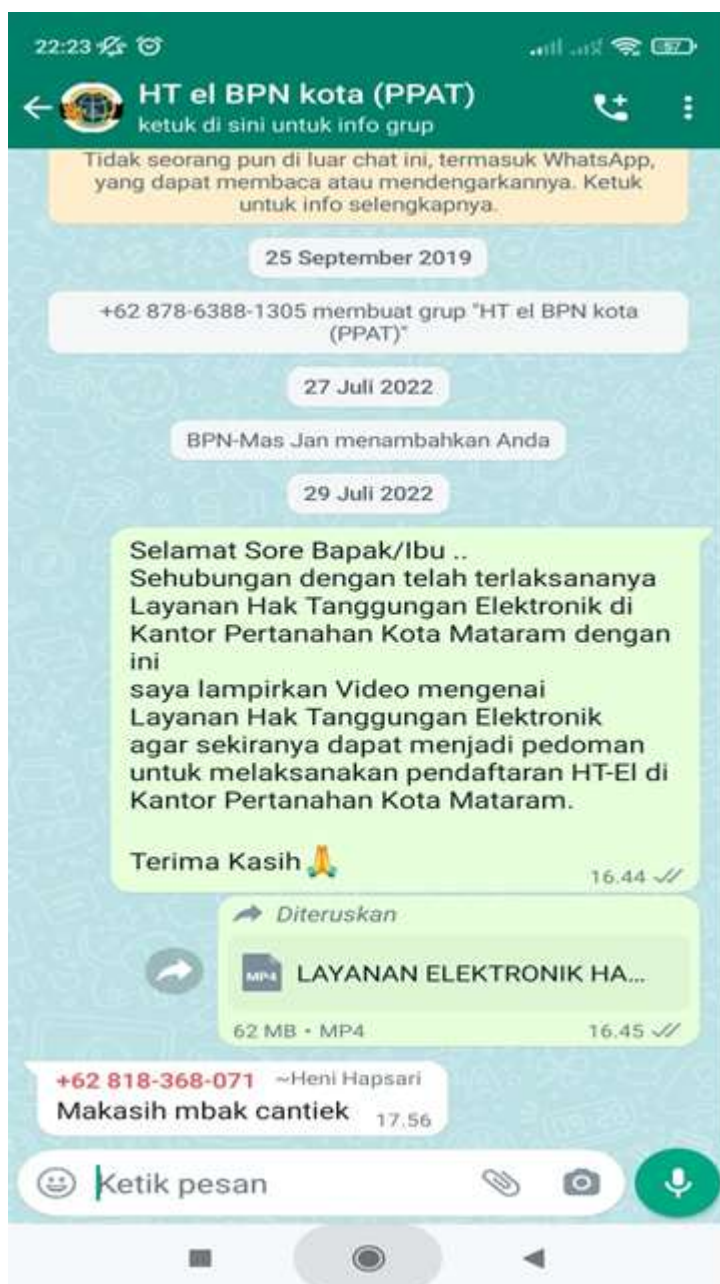 22:23
57
HT el BPN kota (PPAT)
ketuk di sini untuk info grup
Tidak seorang pun di luar chat ini, termasuk WhatsApp,
yang dapat membaca atau mendengarkannya. Ketuk
untuk info selengkapnya.
25 September 2019
+62 878-6388-1305 membuat grup "HT el BPN kota
(PPAT)"
27 Juli 2022
BPN-Mas Jan menambahkan Anda
29 Juli 2022
Selamat Sore Bapak/Ibu ..
Sehubungan dengan telah terlaksananya
Layanan Hak Tanggungan Elektronik di
Kantor Pertanahan Kota Mataram dengan
ini
saya lampirkan Video mengenai
Layanan Hak Tanggungan Elektronik
agar sekiranya dapat menjadi pedoman
untuk melaksanakan pendaftaran HT-El di
Kantor Pertanahan Kota Mataram.
Terima Kasih🙏
16.44
Diteruskan
MP4 LAYANAN ELEKTRONIK HA...
62 MB • MP4 16.45
+62 818-368-071 ~Heni Hapsari
Makasih mbak cantiek 17.56
Ketik pesan